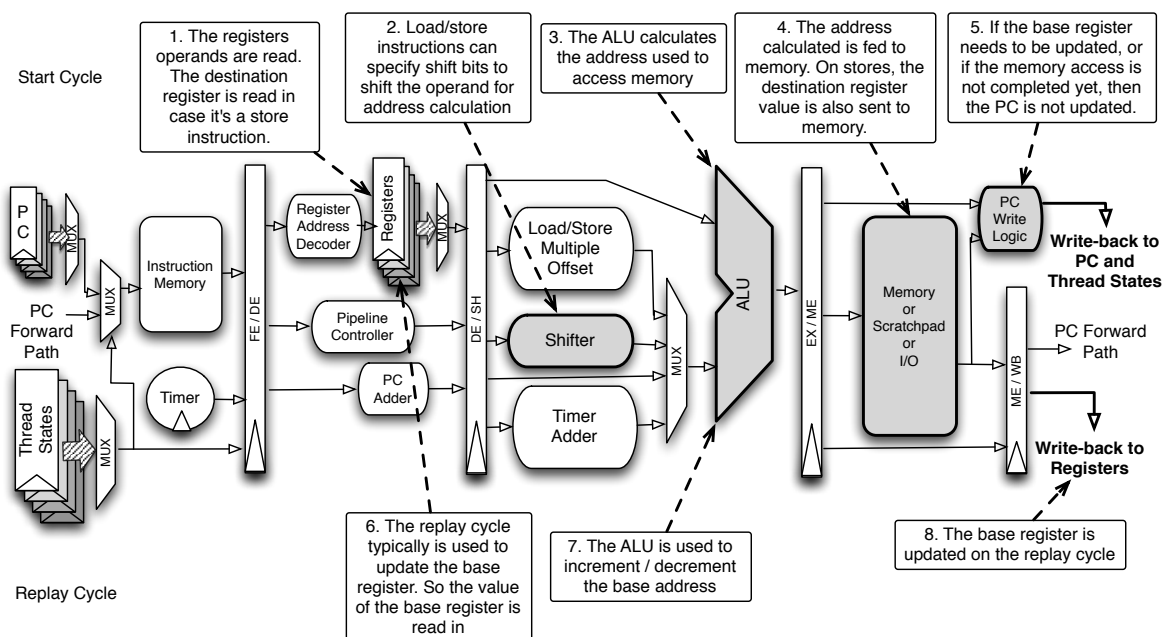 Start Cycle
1. The registers
operands are read.
The destination
register is read in
case it's a store
instruction.
2. Load/store
instructions can
specify shift bits to
shift the operand for
address calculation
3. The ALU calculates
the address used to
access memory
4. The address
calculated is fed to
memory. On stores, the
destination register
value is also sent to
memory.
5. If the base register
needs to be updated, or
if the memory access is
not completed yet, then
the PC is not updated.
PC
MUX
MUX
PC
Forward
Path
Instruction
Memory
Timer
Thread
States
MUX
FE / DE
Register
Address
Decoder
Registers
MUX
Pipeline
Controller
PC
Adder
DE / SH
Load/Store
Multiple
Offset
Shifter
Timer
Adder
MUX
ALU
EX / ME
Memory
or
Scratchpad
or
I/O
PC
Write
Logic
Write-back to
PC and
Thread States
ME / WB
PC Forward
Path
Write-back to
Registers
6. The replay cycle
typically is used to
update the base
register. So the value
of the base register is
read in
7. The ALU is used to
increment / decrement
the base address
8. The base register
is updated on the replay cycle
Replay Cycle